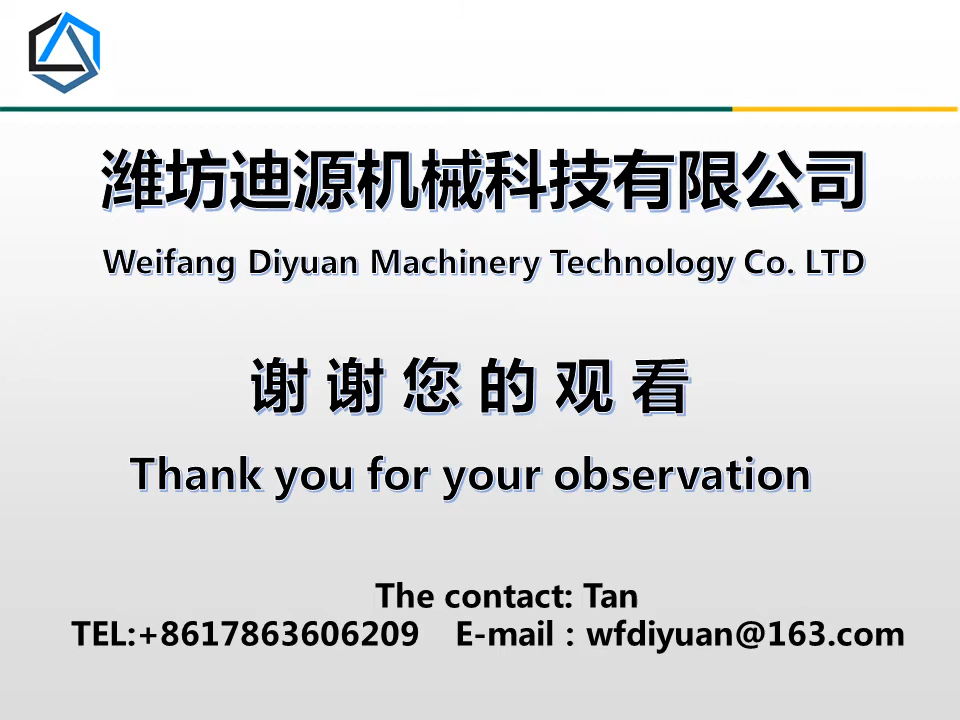 潍坊迪源机械科技有限公司
Weifang Diyuan Machinery Technology Co. LTD
谢谢您的观看
Thank you for your observation
The contact: Tan
TEL:+8617863606209 E-mail：wfdiyuan@163.com